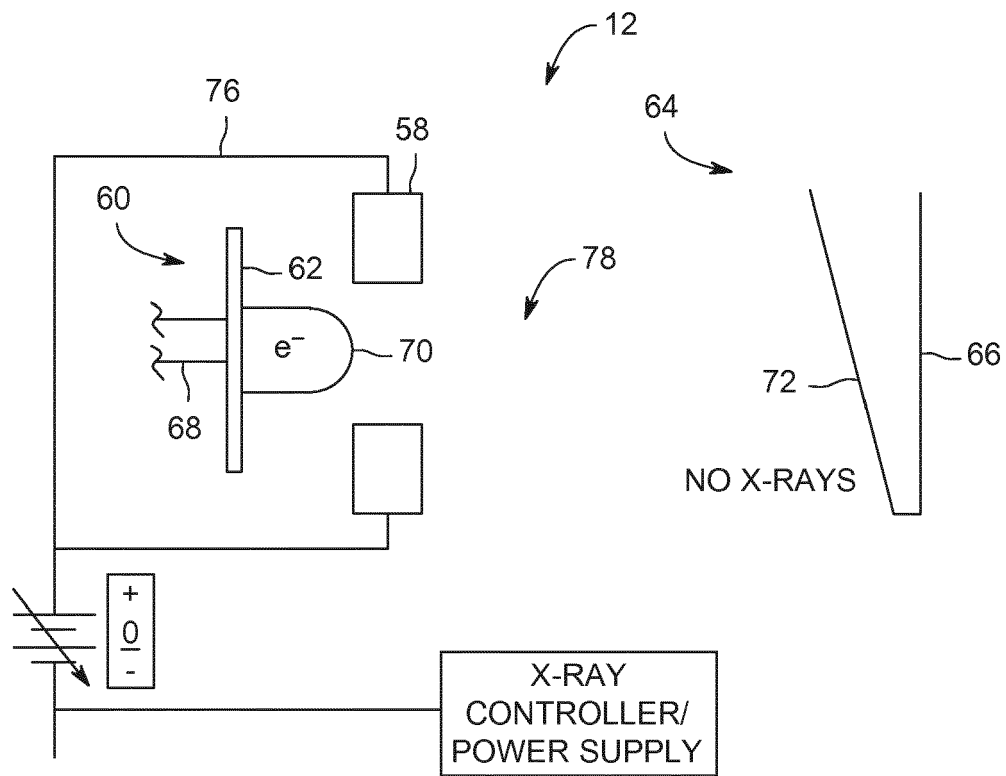 12
76
64
58
60
62
78
e⁻
70
66
72
68
NO X-RAYS
+
0
-
X-RAY
CONTROLLER/
POWER SUPPLY